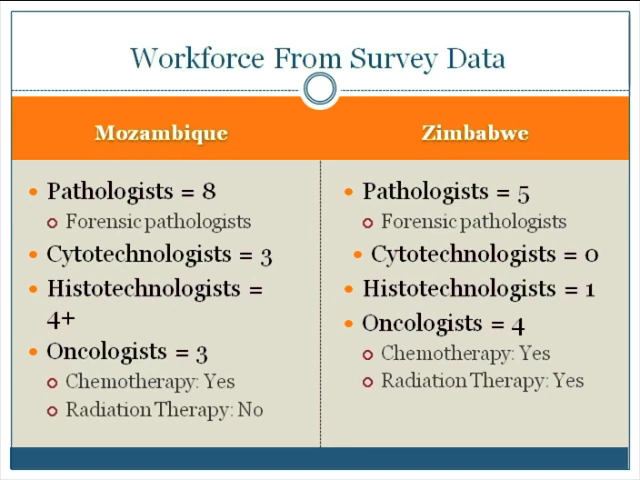 Workforce From Survey Data
Mozambique
Pathologists = 8
Forensic pathologists
Cytotechnologists = 3
Histotechnologists =
4+
Oncologists = 3
Chemotherapy: Yes
Radiation Therapy: No
Zimbabwe
Pathologists = 5
Forensic pathologists
Cytotechnologists = 0
Histotechnologists = 1
Oncologists = 4
Chemotherapy: Yes
Radiation Therapy: Yes